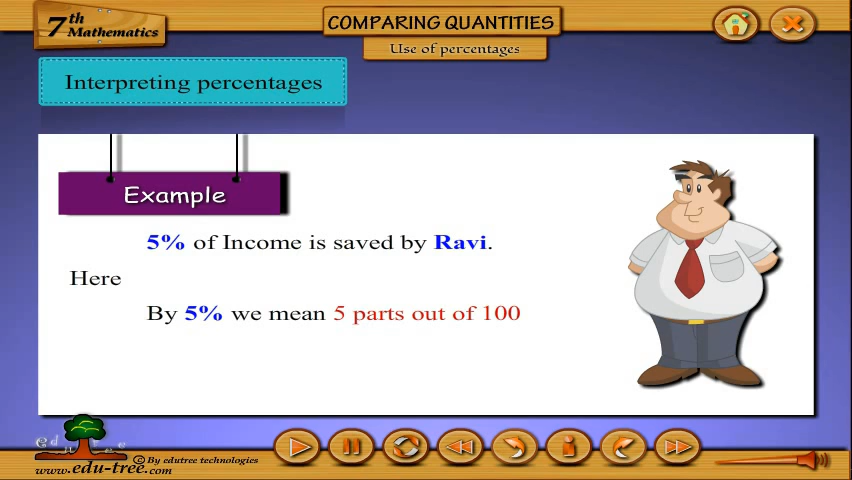 7th
Mathematics
COMPARING QUANTITIES
Use of percentages
Interpreting percentages
Example
5% of Income is saved by Ravi.
Here
By 5% we mean 5 parts out of 100
edutree
© By edutree technologies
www.edu-tree.com